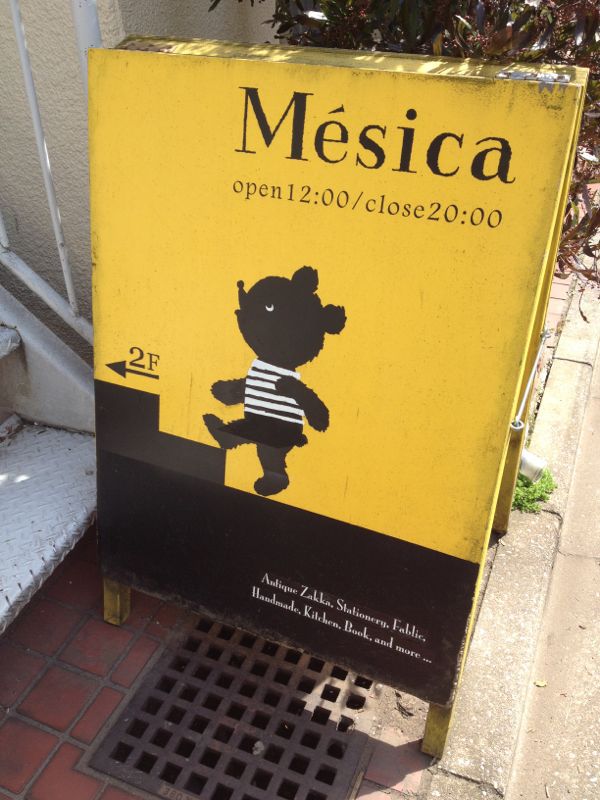 Mésica
open12:00/close20:00
2F
Antique Zakka, Stationery, Fablic,
Handmade, Kitchen, Book, and more ...